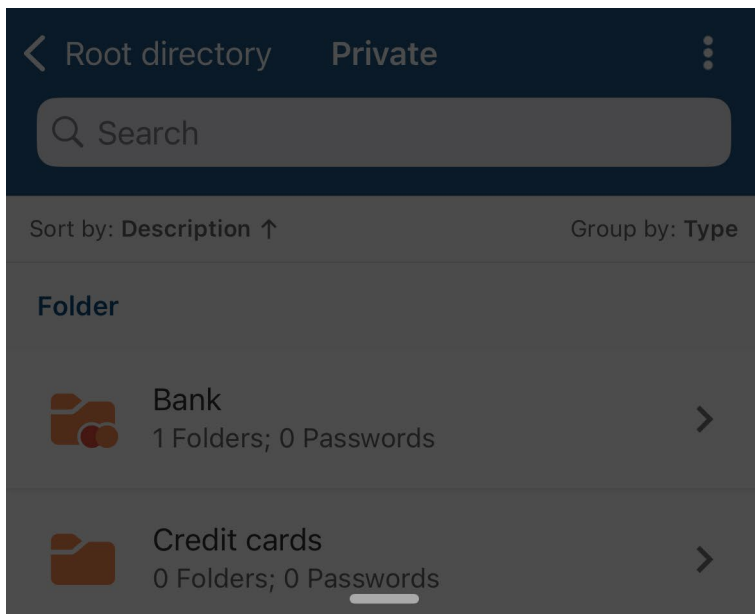 Root directory Private
Search
Sort by: Description ↑ Group by: Type
Folder
Bank
1 Folders; 0 Passwords
Credit cards
0 Folders; 0 Passwords